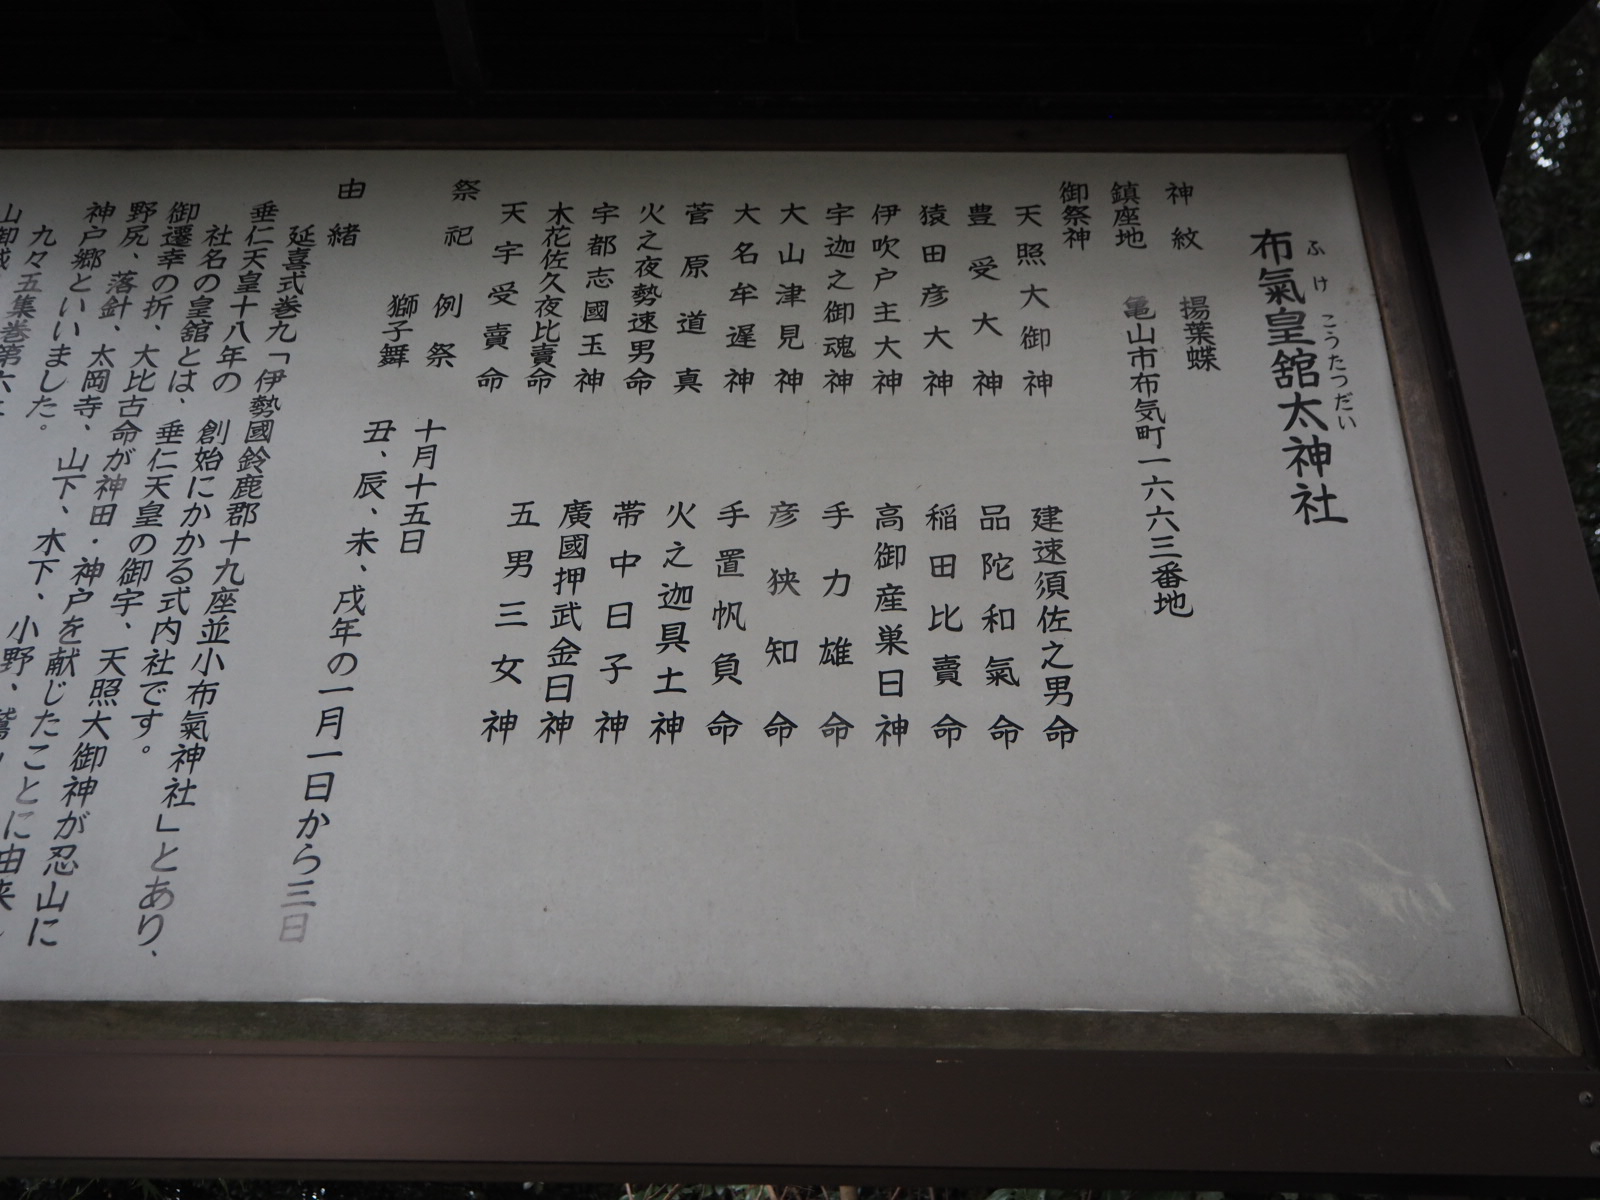 布氣皇舘太神社
ふけ こうたつだい
神紋 揚葉蝶
鎮座地 亀山市布気町一六六三番地
御祭神
天照大御神 建速須佐之男命
豊受大神 品陀和氣命
猿田彦大神 稲田比賣命
伊吹戸主大神 高御産巣日神
宇迦之御魂神 手力雄命
大山津見神 彦狭知命
大名牟遅神 手置帆負命
菅原道真 火之迦具土神
火之夜勢速男命 帯中日子神
宇都志國玉神 廣國押武金日神
木花佐久夜比賣命 五男三女神
天宇受賣命
祭祀 例祭 十月十五日
獅子舞 丑、辰、未、戌年の一月一日から三日
由緒
延喜式巻九「伊勢國鈴鹿郡十九座並小布氣神社」とあり、
垂仁天皇十八年の 創始にかかる式内社です。
社名の皇舘とは、垂仁天皇の御宇、天照大御神が忍山に
御遷幸の折、大比古命が神田・神戸を献じたことに由来
野尻、落針、太岡寺、山下、木下、小野、鷲
神戸郷といいました。
九々五集巻第六
山御城